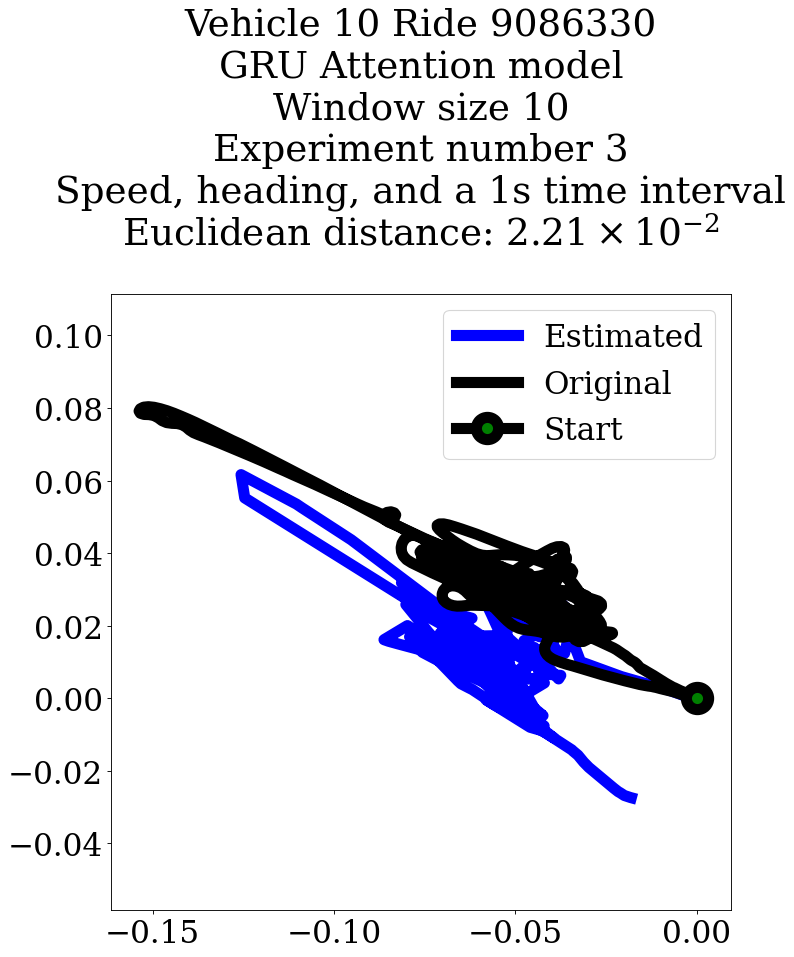 Vehicle 10 Ride 9086330
GRU Attention model
Window size 10
Experiment number 3
Speed, heading, and a 1s time interval
Euclidean distance: 2.21 × 10⁻²
Estimated
Original
Start
0.10
0.08
0.06
0.04
0.02
0.00
−0.02
−0.04
−0.15
−0.10
−0.05
0.00